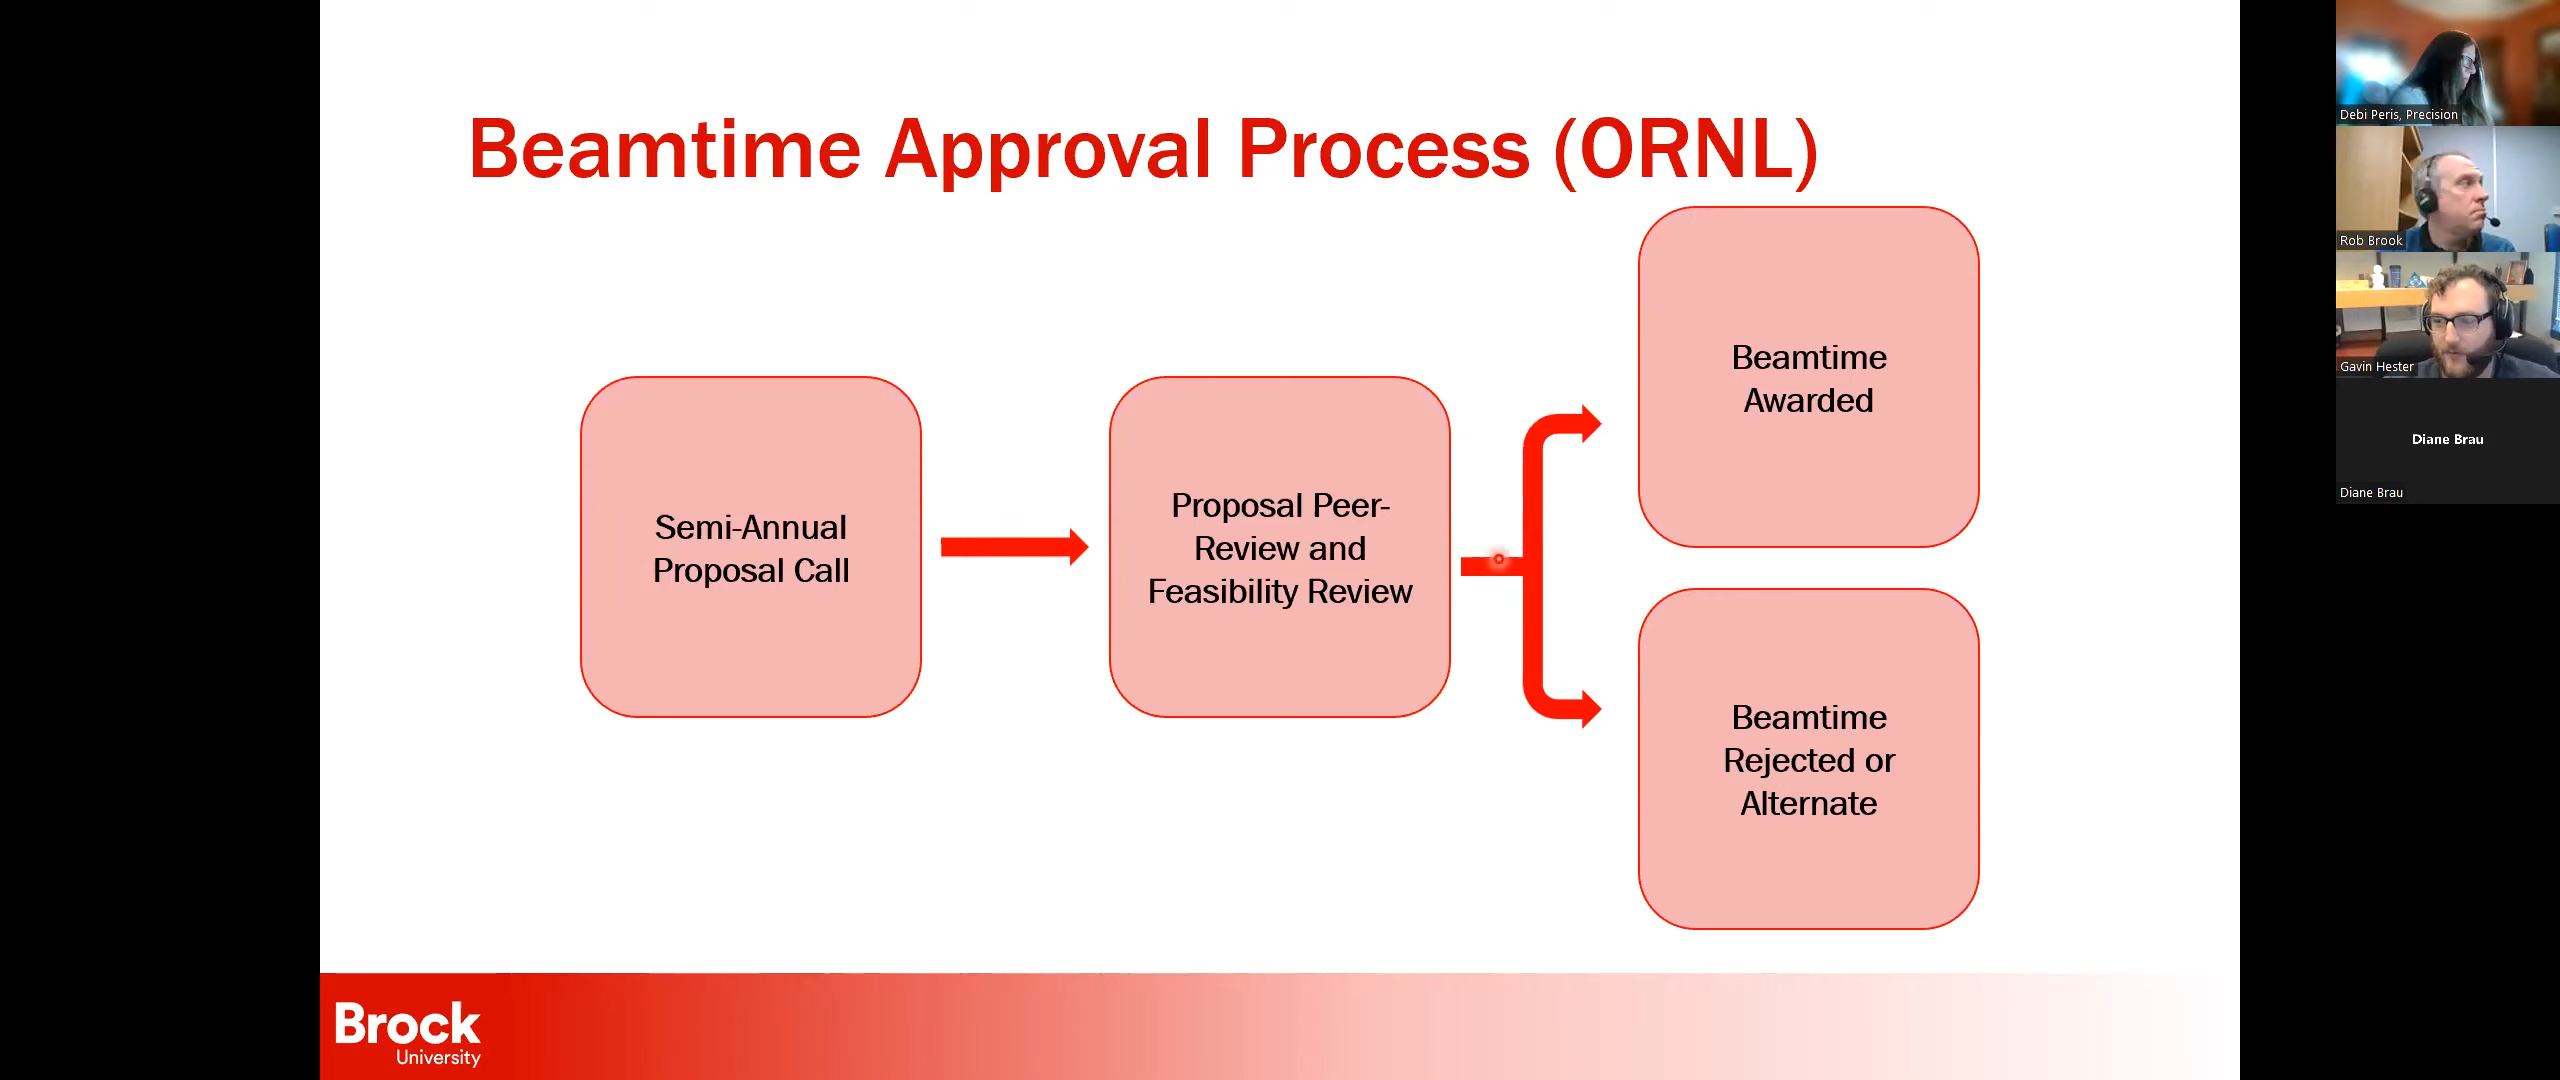 Beamtime Approval Process (ORNL)
Semi-Annual
Proposal Call
Proposal Peer-
Review and
Feasibility Review
Beamtime
Awarded
Beamtime
Rejected or
Alternate
Brock
University
Debi Peris, Precision
Rob Brook
Gavin Hester
Diane Brau
Diane Brau